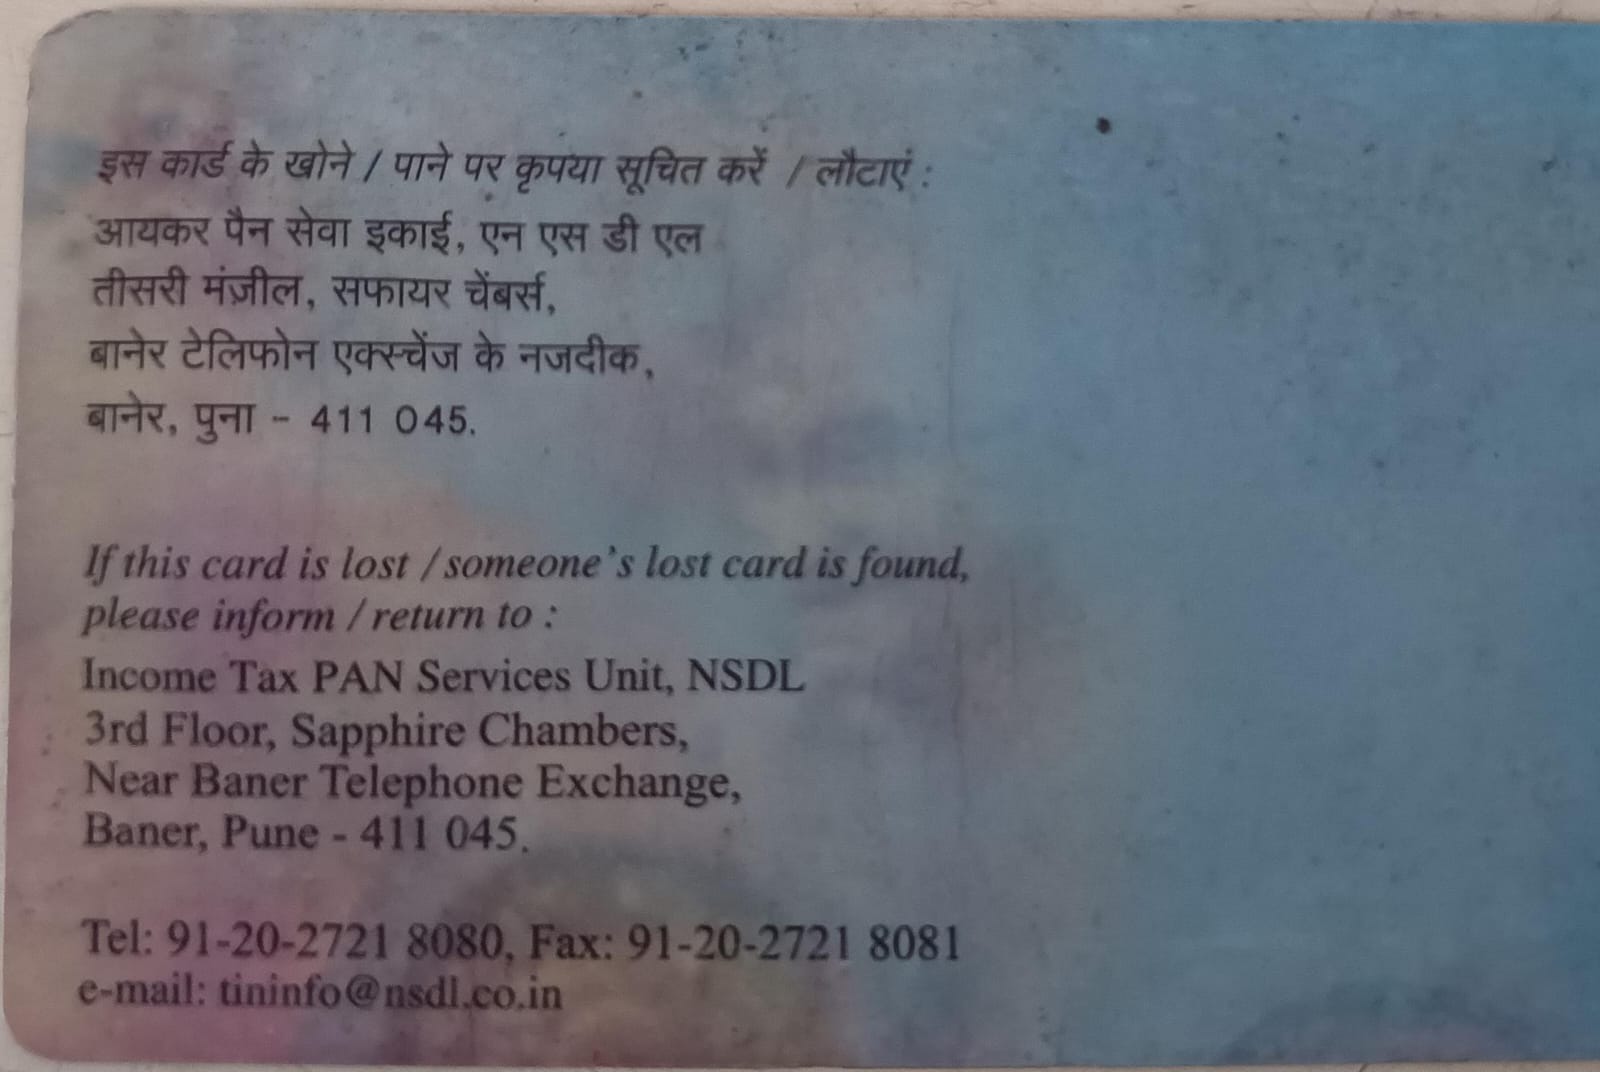 इस कार्ड के खोने / पाने पर कृपया सूचित करें / लौटाएं :
आयकर पैन सेवा इकाई, एन एस डी एल
तीसरी मंज़ील, सफायर चेंबर्स,
बानेर टेलिफोन एक्स्चेंज के नजदीक,
बानेर, पुना - 411 045.
If this card is lost / someone's lost card is found,
please inform / return to :
Income Tax PAN Services Unit, NSDL
3rd Floor, Sapphire Chambers,
Near Baner Telephone Exchange,
Baner, Pune - 411 045.
Tel: 91-20-2721 8080, Fax: 91-20-2721 8081
e-mail: tininfo@nsdl.co.in